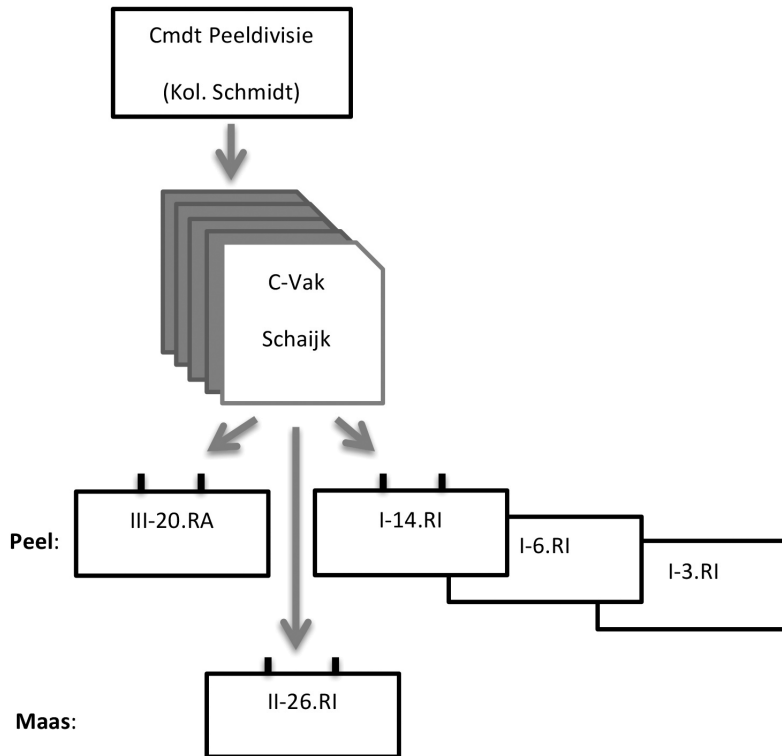 Cmdt Peeldivisie
(Kol. Schmidt)
C-Vak
Schaijk
Peel:
III-20.RA
I-14.RI
I-6.RI
I-3.RI
Maas:
II-26.RI